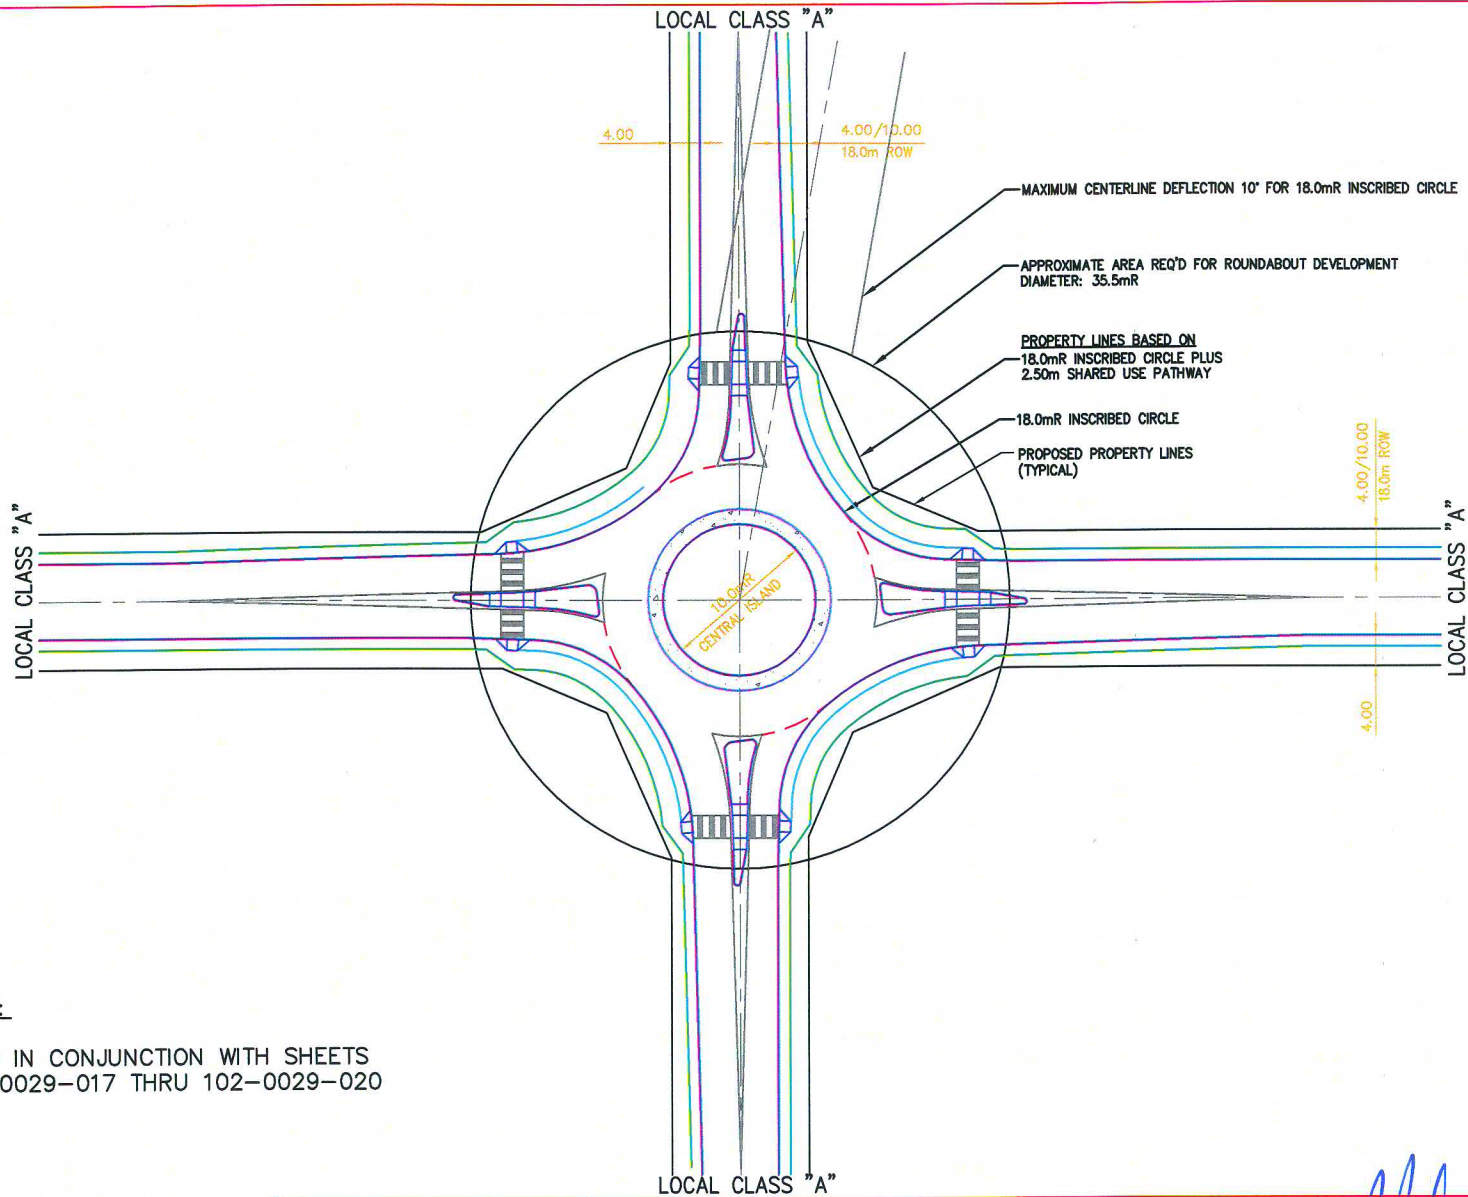 LOCAL CLASS "A"
4.00
4.00/10.00
18.0m ROW
MAXIMUM CENTERLINE DEFLECTION 10° FOR 18.0mR INSCRIBED CIRCLE
APPROXIMATE AREA REQ'D FOR ROUNDABOUT DEVELOPMENT
DIAMETER: 35.5mR
PROPERTY LINES BASED ON
18.0mR INSCRIBED CIRCLE PLUS
2.50m SHARED USE PATHWAY
18.0mR INSCRIBED CIRCLE
PROPOSED PROPERTY LINES
(TYPICAL)
4.00/10.00
18.0m ROW
LOCAL CLASS "A"
LOCAL CLASS "A"
10.0mR
CENTRAL ISLAND
4.00
IN CONJUNCTION WITH SHEETS
0029-017 THRU 102-0029-020
LOCAL CLASS "A"